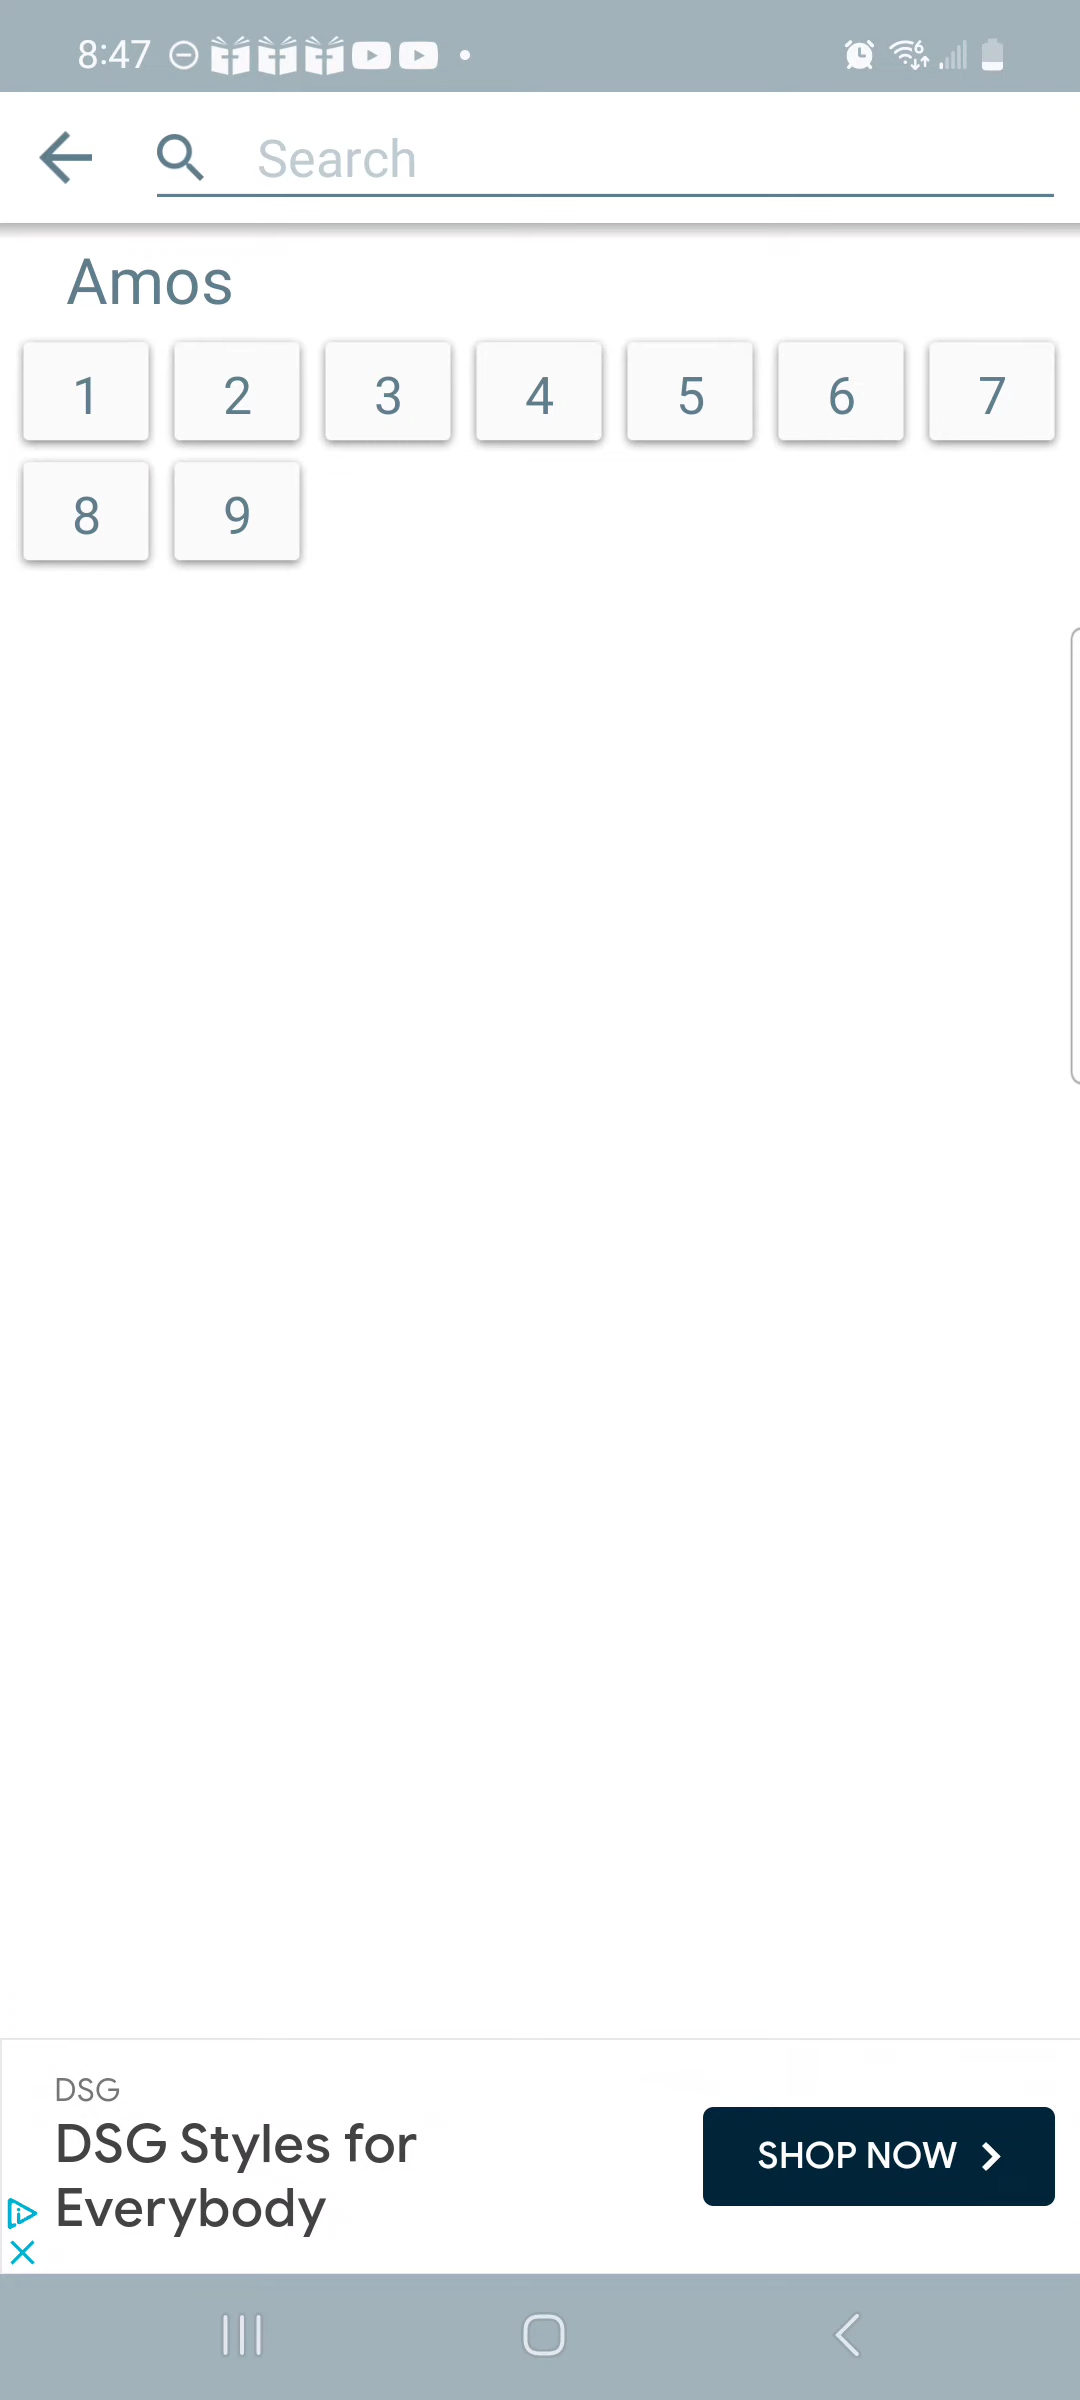 8:47
6
Search
Amos
1 2 3 4 5 6 7
8 9
DSG
DSG Styles for
Everybody
SHOP NOW